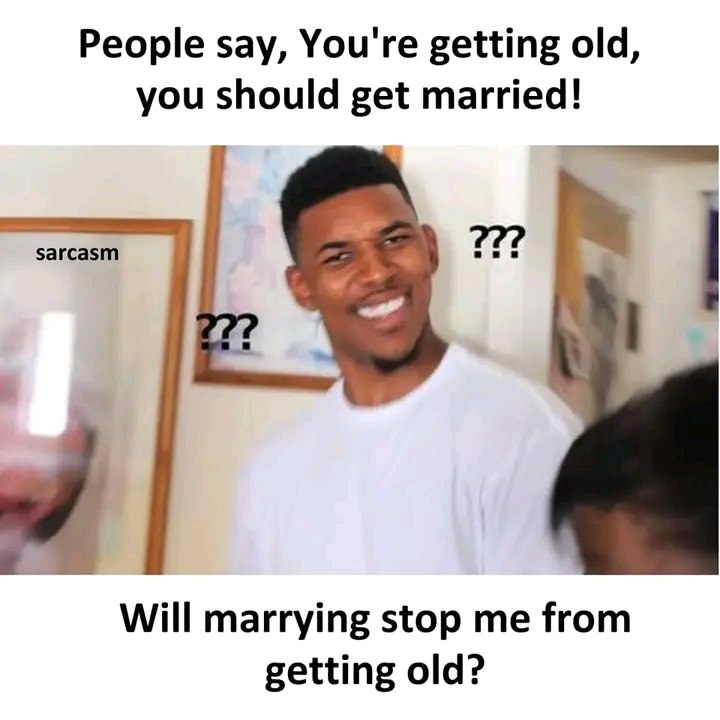 People say, You're getting old,
you should get married!
???
sarcasm
???
Will marrying stop me from
getting old?